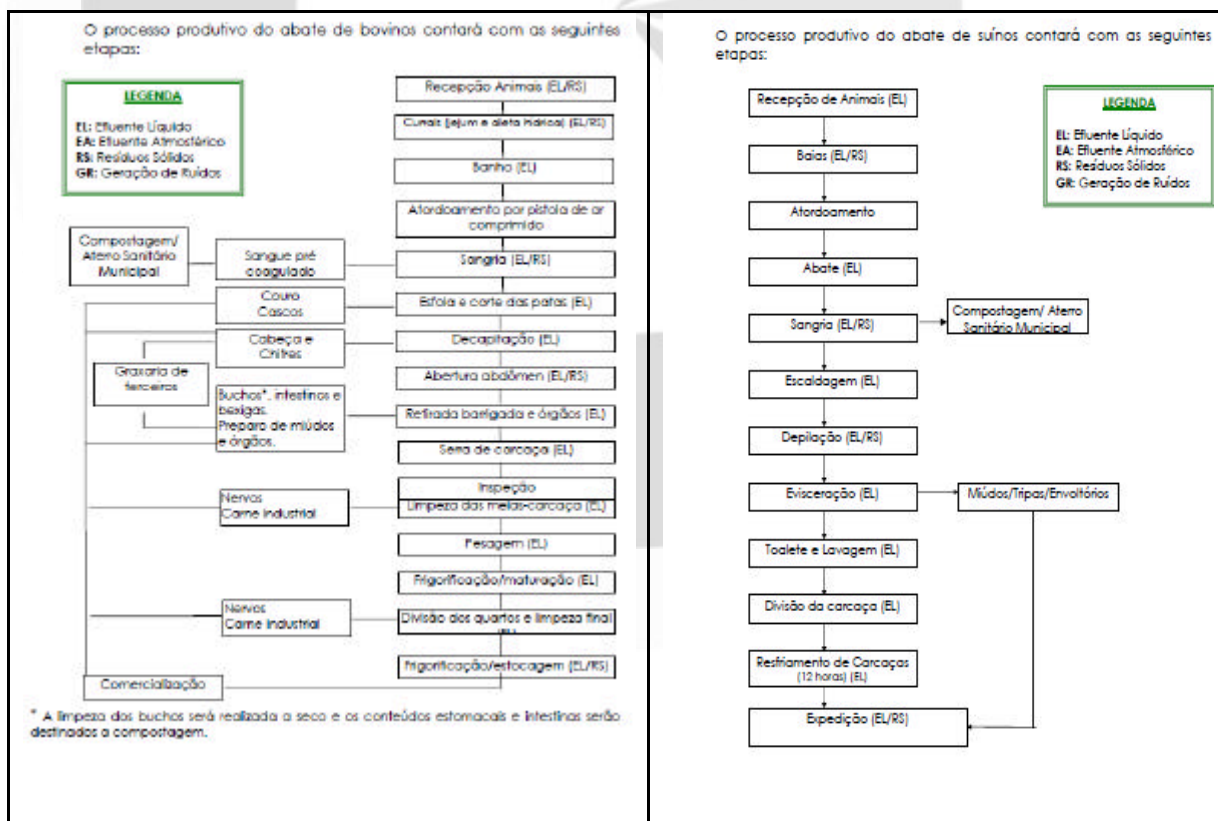 O processo produtivo do abate de bovinos contará com as seguintes
etapas:
LEGENDA
EL: Efluente Líquido
EA: Efluente Atmosférico
RS: Resíduos Sólidos
GR: Geração de Ruídos
Recepção Animais (EL/RS)
Currais (jejum e dieta hídrica) (EL/RS)
Banho (EL)
Atordoamento por pistola de ar
comprimido
Compostagem/
Aterro Sanitário
Municipal
Sangue pré
coagulado
Sangria (EL/RS)
Couro
Cascos
Esfola e corte das patas (EL)
Cabeça e
Chifres
Decapitação (EL)
Graxaria de
terceiros
Abertura abdômen (EL/RS)
Buchos*, intestinos e
bexigas.
Preparo de miúdos
e órgãos.
Retirada barrigada e órgãos (EL)
Serra de carcaça (EL)
Inspeção
Nervos
Carne industrial
Limpeza das meias-carcaça (EL)
Pesagem (EL)
Frigorificação/maturação (EL)
Nervos
Carne industrial
Divisão dos quartos e limpeza final
(EL)
Frigorificação/estocagem (EL/RS)
Comercialização
* A limpeza dos buchos será realizada a seco e os conteúdos estomacais e intestinas serão
destinados a compostagem.
O processo produtivo do abate de suínos contará com as seguintes
etapas:
LEGENDA
EL: Efluente Líquido
EA: Efluente Atmosférico
RS: Resíduos Sólidos
GR: Geração de Ruídos
Recepção de Animais (EL)
Baias (EL/RS)
Atordoamento
Abate (EL)
Sangria (EL/RS)
Compostagem/ Aterro
Sanitário Municipal
Escaldagem (EL)
Depilação (EL/RS)
Evisceração (EL)
Miúdos/Tripas/Envoltórios
Toalete e Lavagem (EL)
Divisão da carcaça (EL)
Resfriamento de Carcaças
(12 horas) (EL)
Expedição (EL/RS)